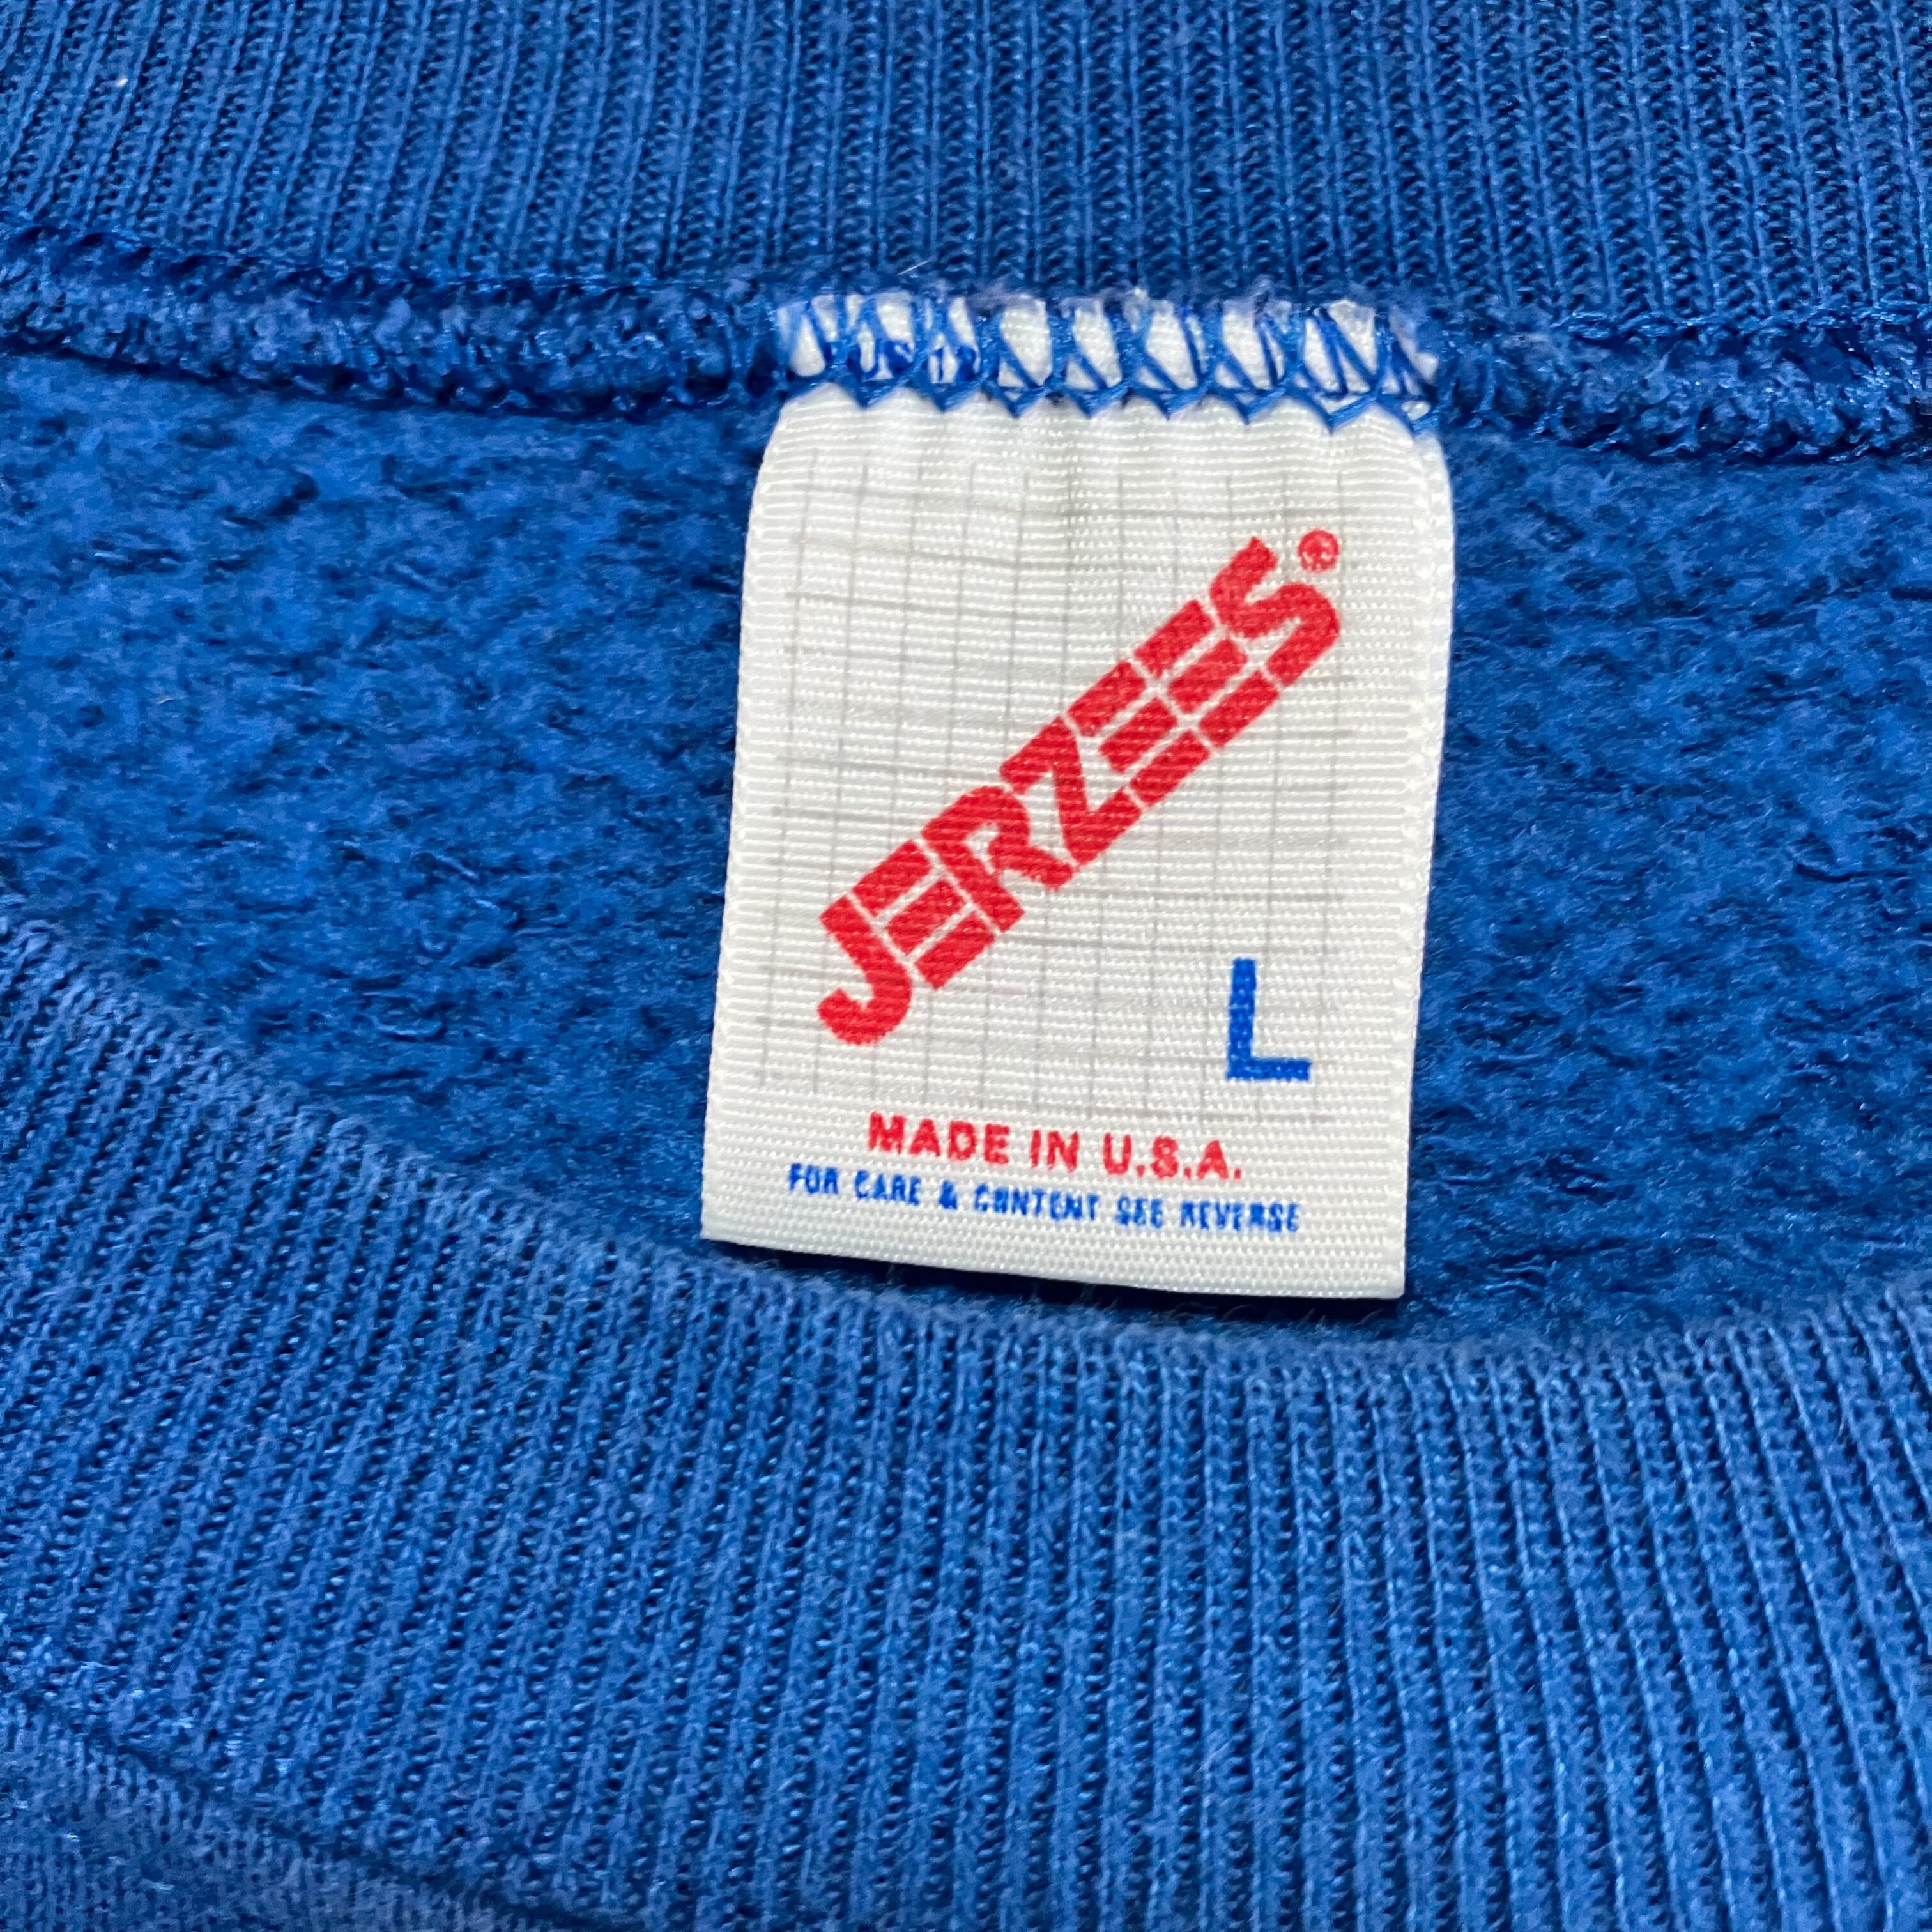 JERZEES®
L
MADE IN U.S.A.
FOR CARE & CONTENT SEE REVERSE